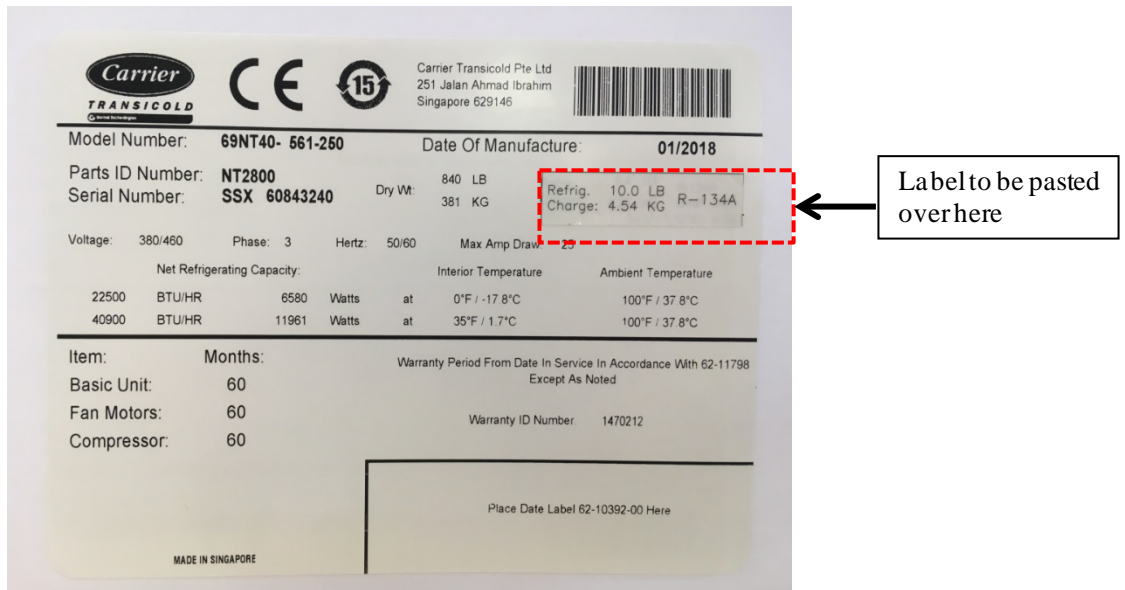 Carrier
TRANSICOLD
CE
15
Carrier Transicold Pte Ltd
251 Jalan Ahmad Ibrahim
Singapore 629146
Model Number: 69NT40- 561-250 Date Of Manufacture: 01/2018
Parts ID Number: NT2800
Serial Number: SSX 60843240
Dry Wt: 840 LB
381 KG
Refrig. 10.0 LB R-134A
Charge: 4.54 KG
Label to be pasted
over here
Voltage: 380/460 Phase: 3 Hertz: 50/60 Max Amp Draw: 25
Net Refrigerating Capacity: Interior Temperature Ambient Temperature
22500 BTU/HR 6580 Watts at 0°F / -17 8°C 100°F / 37 8°C
40900 BTU/HR 11961 Watts at 35°F / 1.7°C 100°F / 37.8°C
Item: Months:
Basic Unit: 60
Fan Motors: 60
Compressor: 60
Warranty Period From Date In Service In Accordance With 62-11798
Except As Noted
Warranty ID Number 1470212
Place Date Label 62-10392-00 Here
MADE IN SINGAPORE